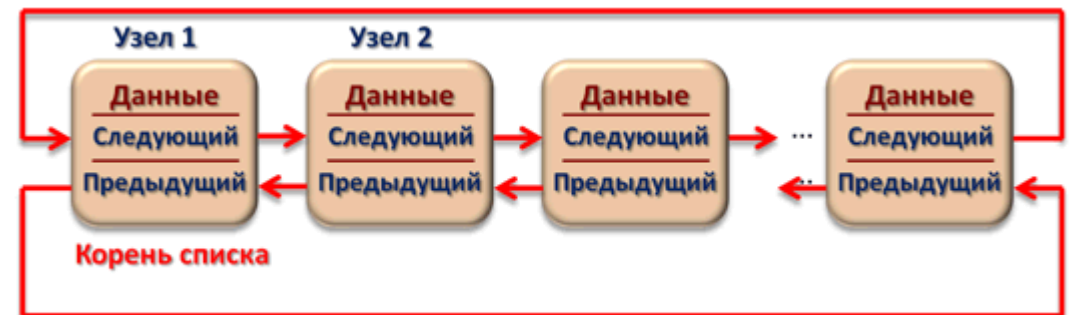 Узел 1 Узел 2
Данные Данные Данные Данные
Следующий Следующий Следующий ... Следующий
Предыдущий Предыдущий Предыдущий ... Предыдущий
Корень списка